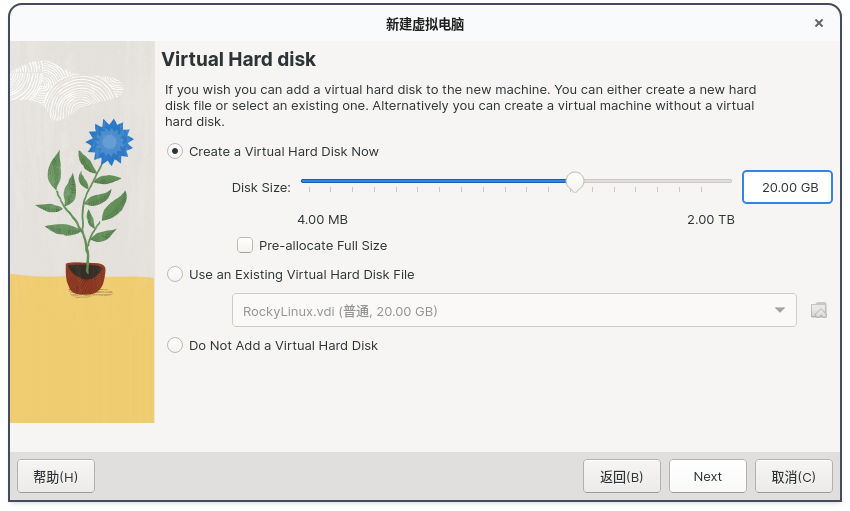 新建虚拟电脑
Virtual Hard disk
If you wish you can add a virtual hard disk to the new machine. You can either create a new hard
disk file or select an existing one. Alternatively you can create a virtual machine without a virtual
hard disk.
Create a Virtual Hard Disk Now
Disk Size:
20.00 GB
4.00 MB
2.00 TB
Pre-allocate Full Size
Use an Existing Virtual Hard Disk File
RockyLinux.vdi (普通, 20.00 GB)
Do Not Add a Virtual Hard Disk
帮助(H)
返回(B)
Next
取消(C)